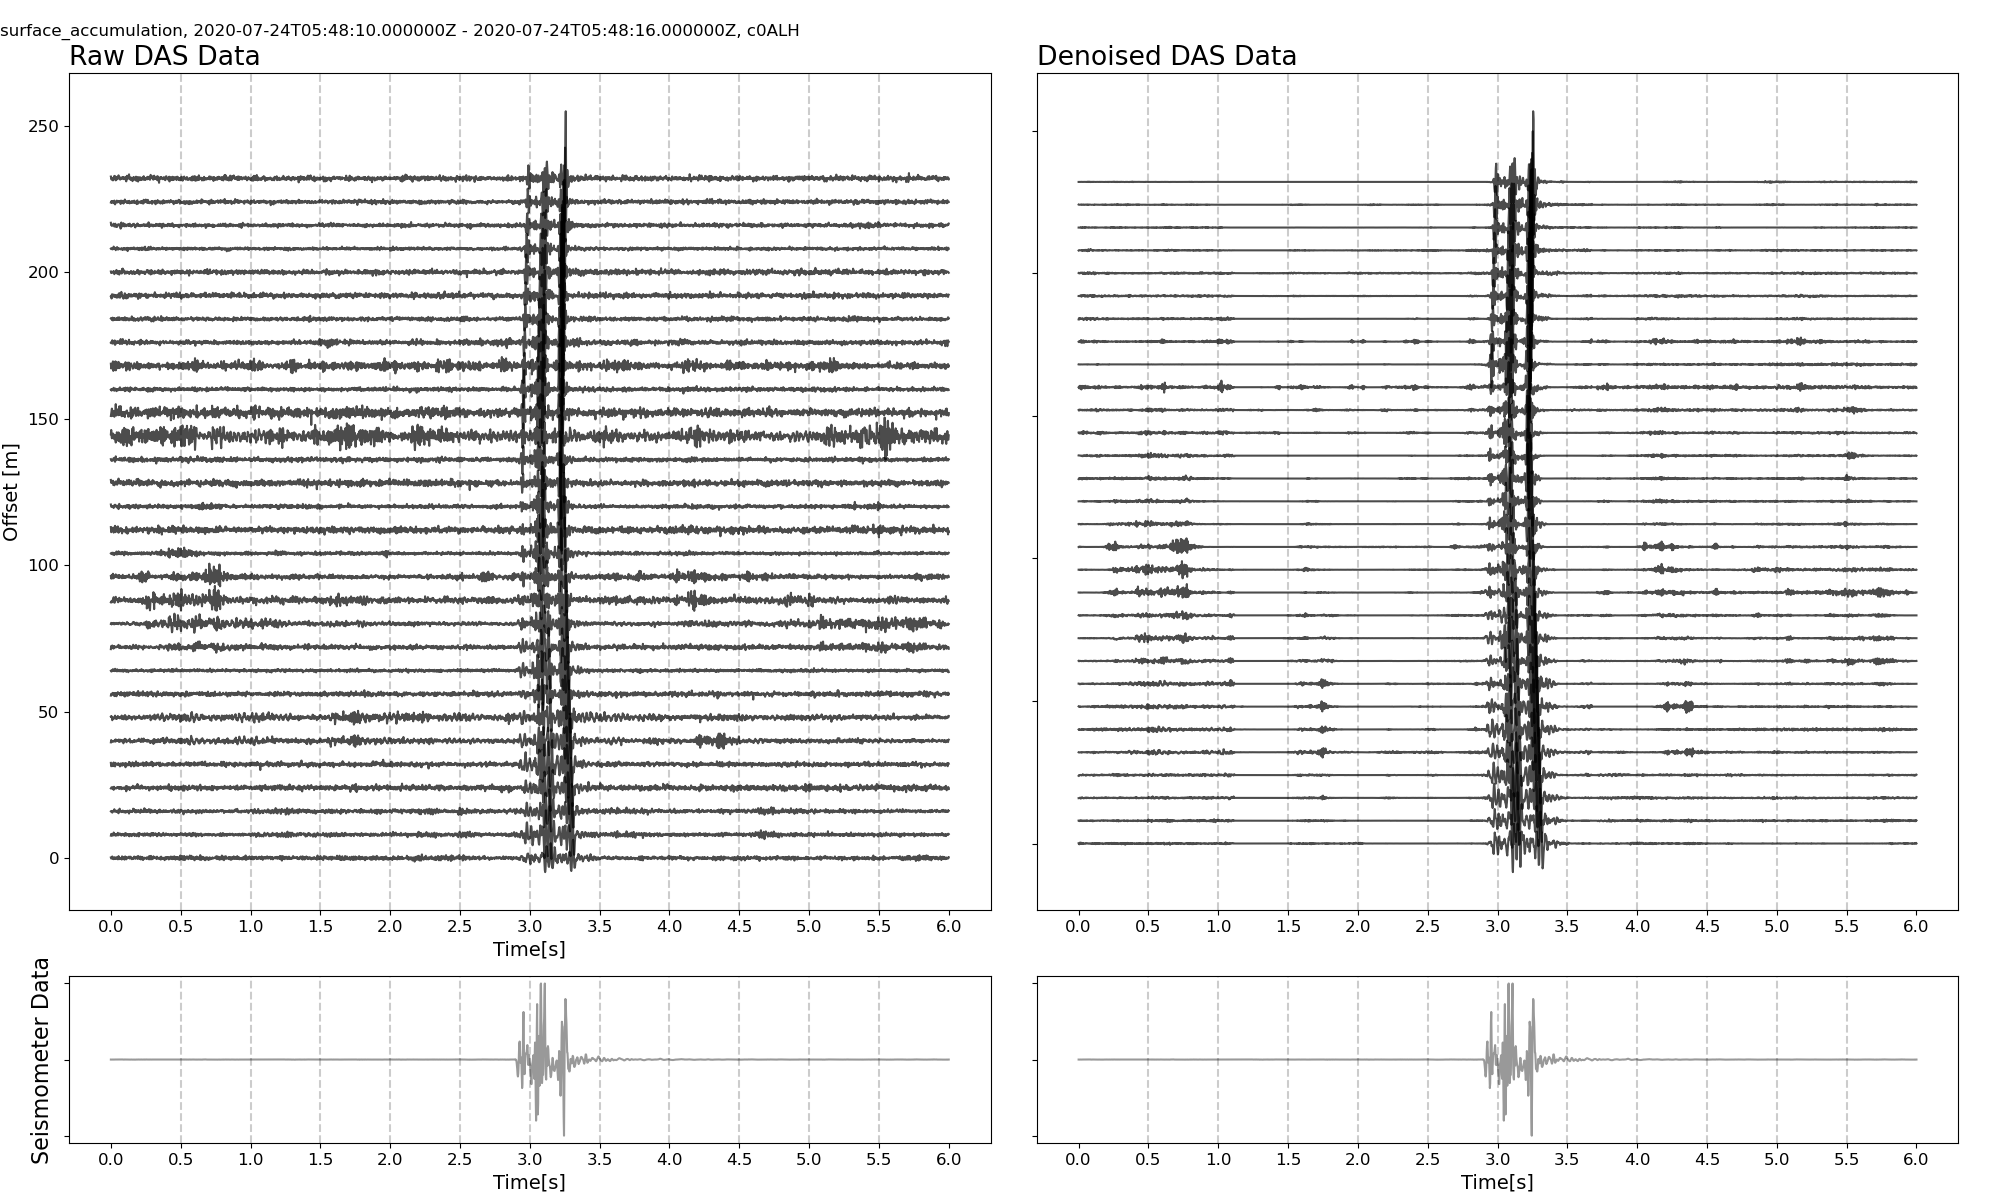 surface_accumulation, 2020-07-24T05:48:10.000000Z - 2020-07-24T05:48:16.000000Z, c0ALH
Raw DAS Data
Denoised DAS Data
250
200
150
100
50
0
Offset [m]
0.0 0.5 1.0 1.5 2.0 2.5 3.0 3.5 4.0 4.5 5.0 5.5 6.0
Time[s]
0.0 0.5 1.0 1.5 2.0 2.5 3.0 3.5 4.0 4.5 5.0 5.5 6.0
Seismometer Data
0.0 0.5 1.0 1.5 2.0 2.5 3.0 3.5 4.0 4.5 5.0 5.5 6.0
Time[s]
0.0 0.5 1.0 1.5 2.0 2.5 3.0 3.5 4.0 4.5 5.0 5.5 6.0
Time[s]